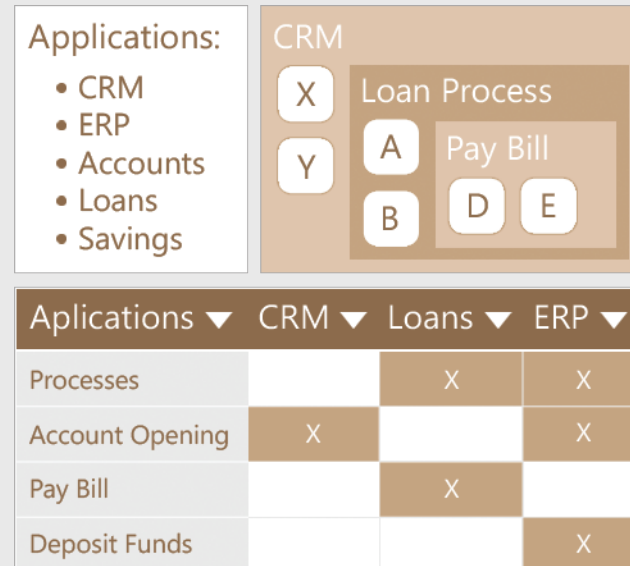 Applications:
• CRM
• ERP
• Accounts
• Loans
• Savings
CRM
X
Y
Loan Process
A
B
Pay Bill
D E
Aplications ▼ CRM ▼ Loans ▼ ERP ▼
Processes X X
Account Opening X X
Pay Bill X
Deposit Funds X